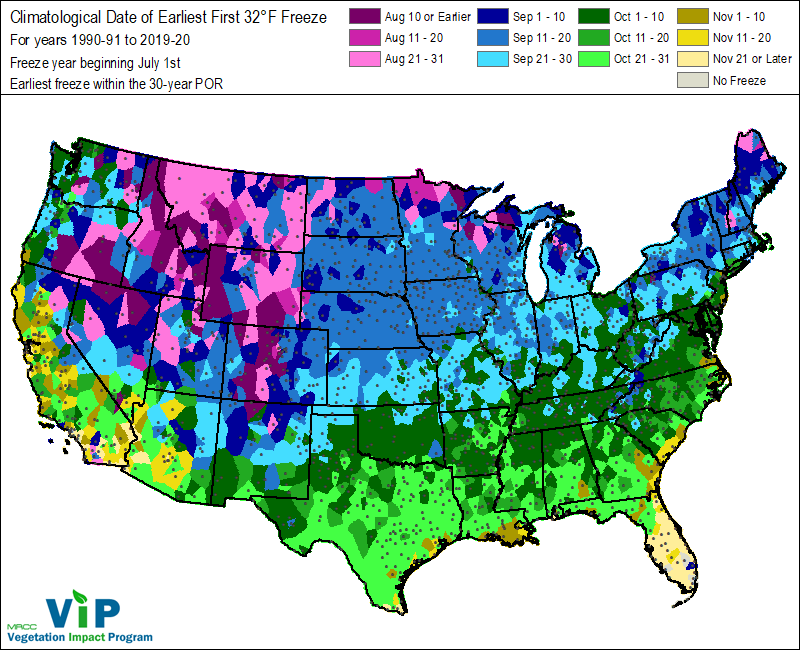 Climatological Date of Earliest First 32°F Freeze
For years 1990-91 to 2019-20
Freeze year beginning July 1st
Earliest freeze within the 30-year POR
Aug 10 or Earlier
Aug 11 - 20
Aug 21 - 31
Sep 1 - 10
Sep 11 - 20
Sep 21 - 30
Oct 1 - 10
Oct 11 - 20
Oct 21 - 31
Nov 1 - 10
Nov 11 - 20
Nov 21 or Later
No Freeze
MRCC ViP
Vegetation Impact Program